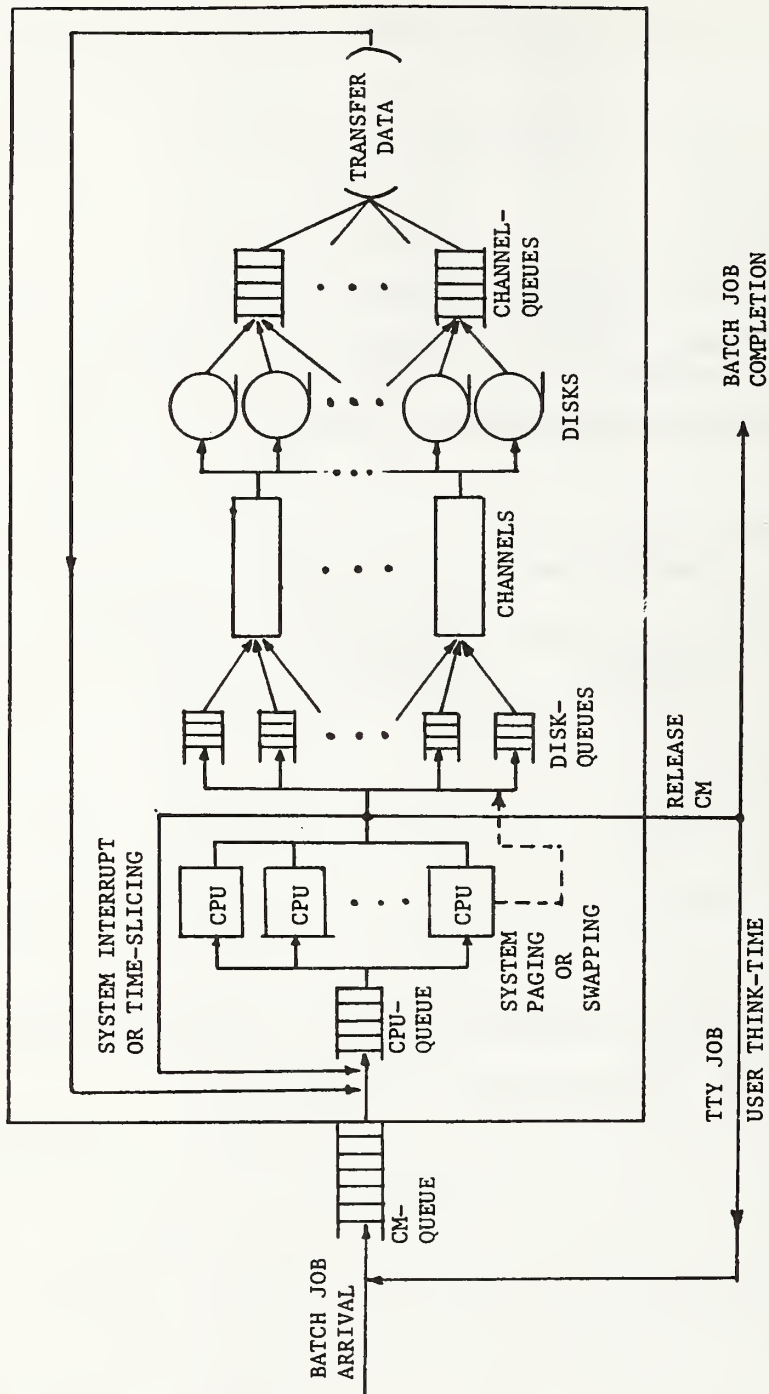 BATCH JOB
ARRIVAL
CM-
QUEUE
SYSTEM INTERRUPT
OR TIME-SLICING
CPU-
QUEUE
CPU
CPU
CPU
SYSTEM
PAGING
OR
SWAPPING
DISK-
QUEUES
CHANNELS
DISKS
CHANNEL-
QUEUES
TRANSFER
DATA
RELEASE
CM
TTY JOB
USER THINK-TIME
BATCH JOB
COMPLETION